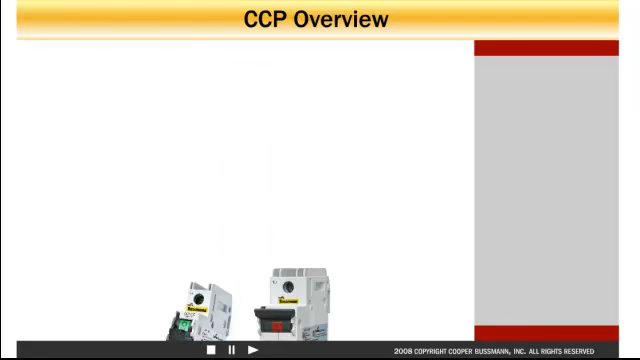 CCP Overview
2008 COPYRIGHT COOPER BUSSMANN, INC. ALL RIGHTS RESERVED